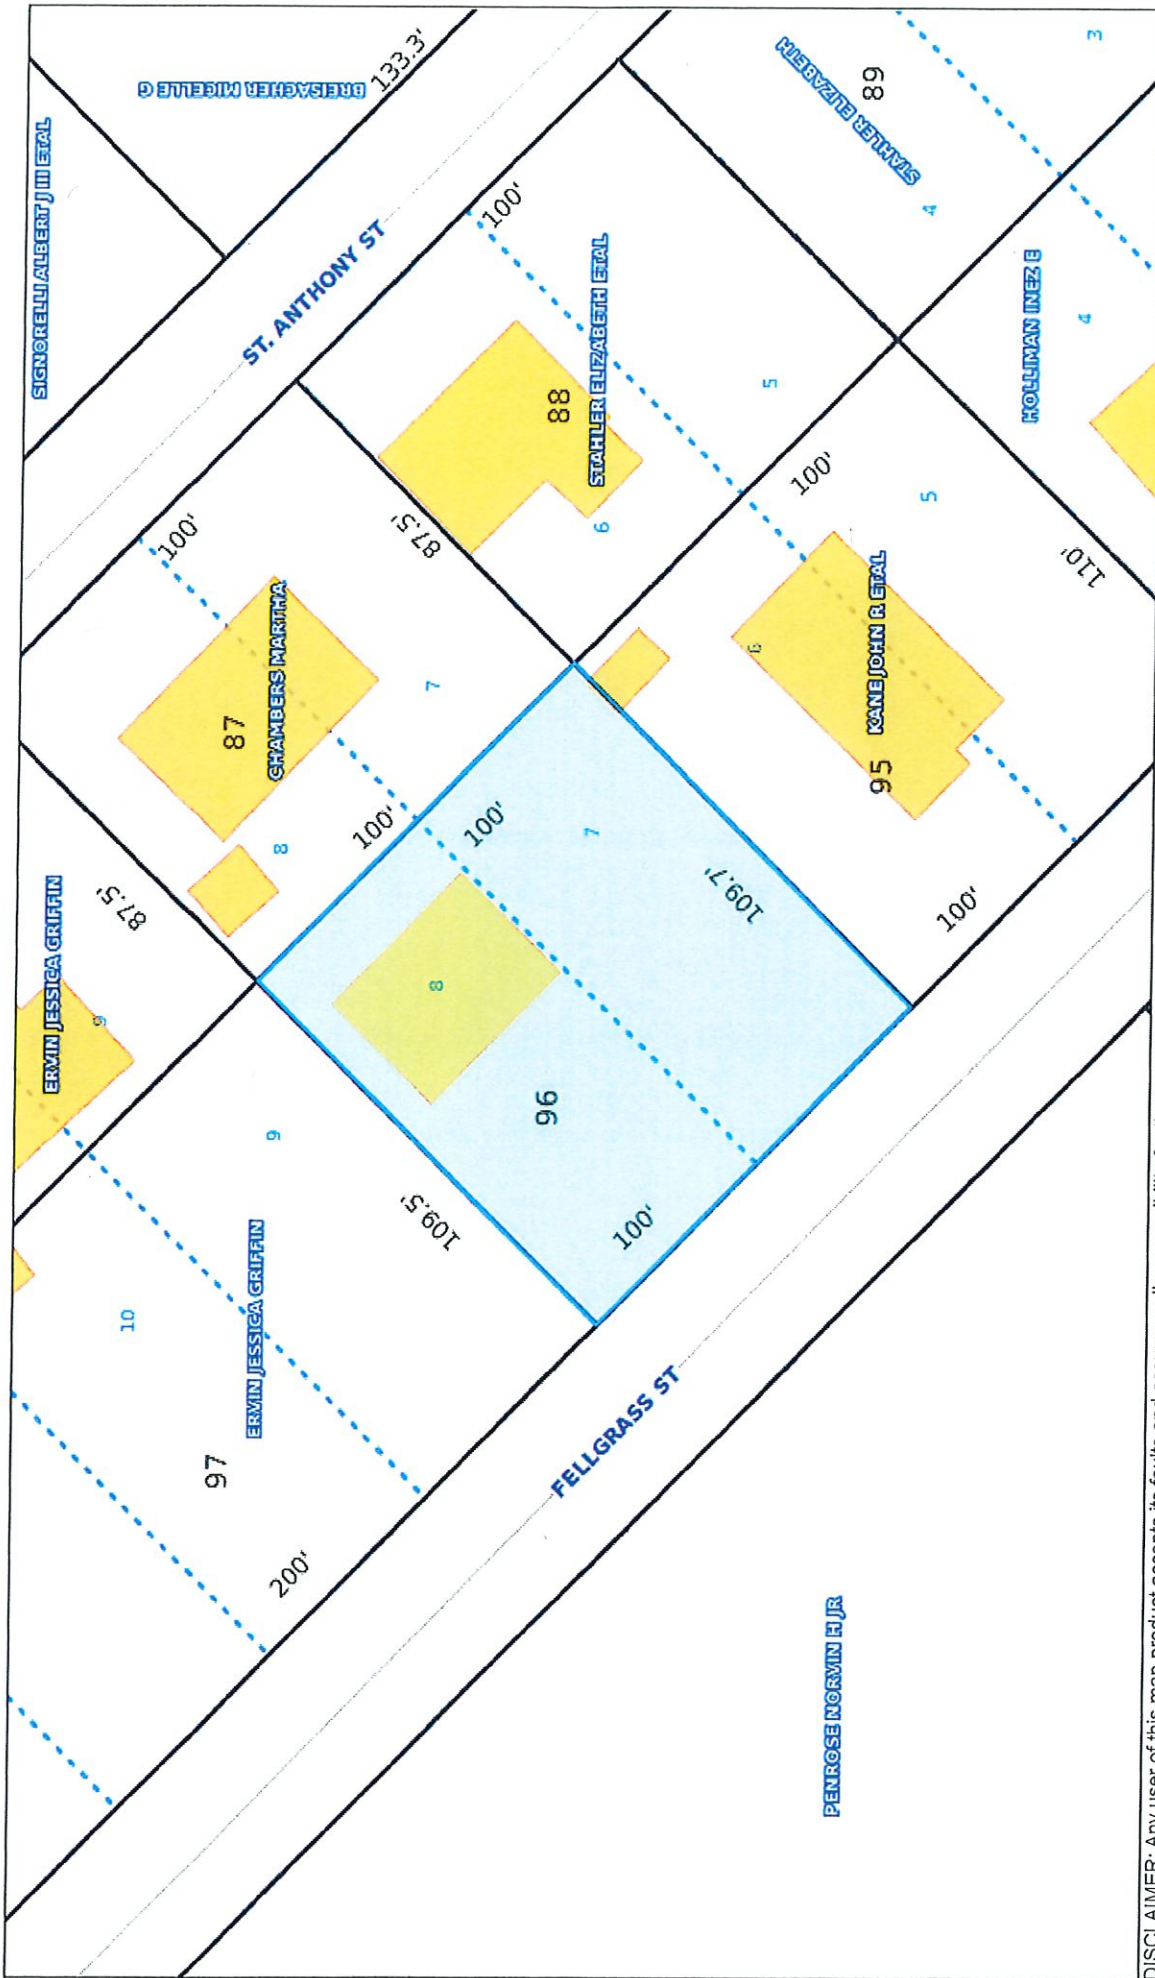 SIGNORELLI ALBERT J III ETAL
BREISACHER MICELLE G
133.3'
ST. ANTHONY ST
STAHLER ELIZABETH
89
3
4
100'
STAHLER ELIZABETH ETAL
88
5
6
87.5'
HOLLIMAN INEZ E
4
100'
CHAMBERS MARTHA
87
7
8
100'
87.5'
100'
5
110'
KANE JOHN R ETAL
95
6
100'
ERVIN JESSICA GRIFFIN
9
100'
7
109.7'
8
96
109.5'
100'
9
10
ERVIN JESSICA GRIFFIN
97
200'
FELLGRASS ST
PENROSE NORVIN H JR
DISCLAIMER: Any user of this map product accepts its faults and